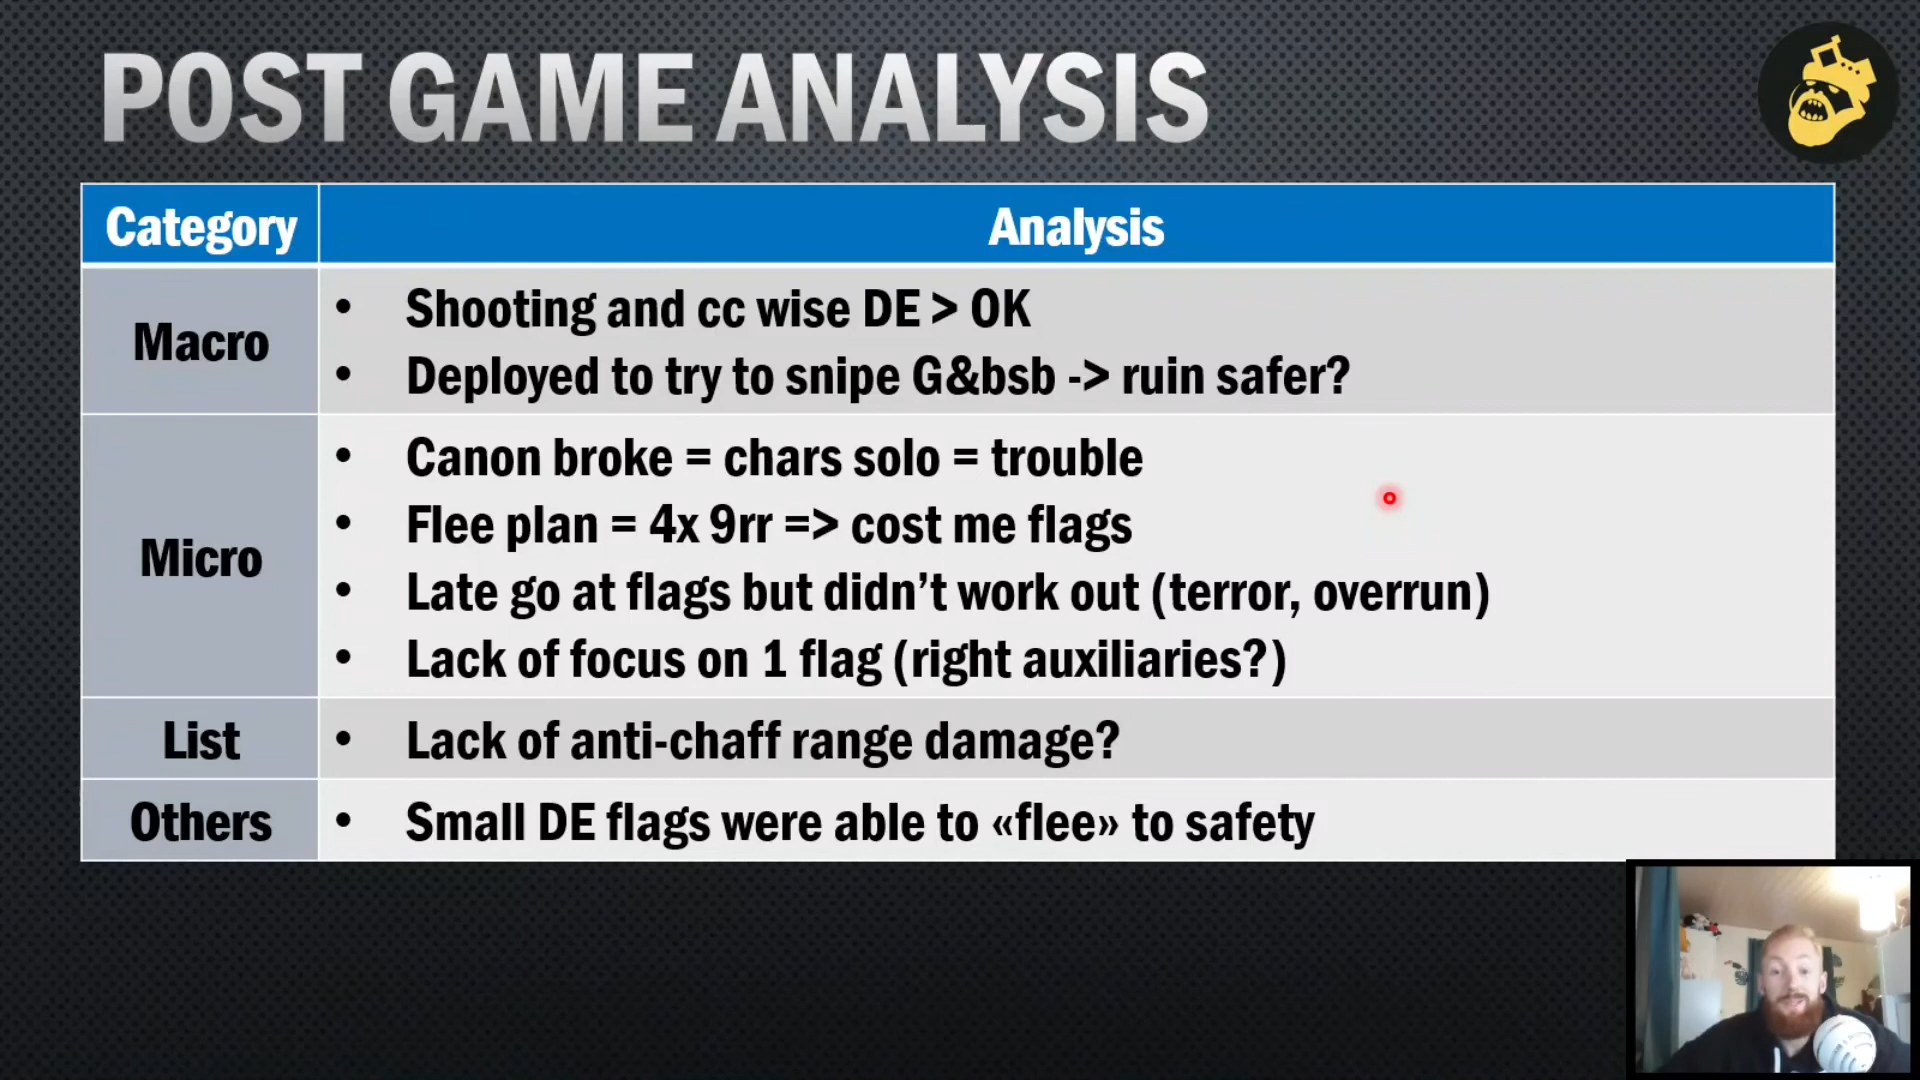 POST GAME ANALYSIS
Category
Analysis
Macro
• Shooting and cc wise DE > OK
• Deployed to try to snipe G&bsb -> ruin safer?
Micro
• Canon broke = chars solo = trouble
• Flee plan = 4x 9rr => cost me flags
• Late go at flags but didn’t work out (terror, overrun)
• Lack of focus on 1 flag (right auxiliaries?)
List
• Lack of anti-chaff range damage?
Others
• Small DE flags were able to «flee» to safety